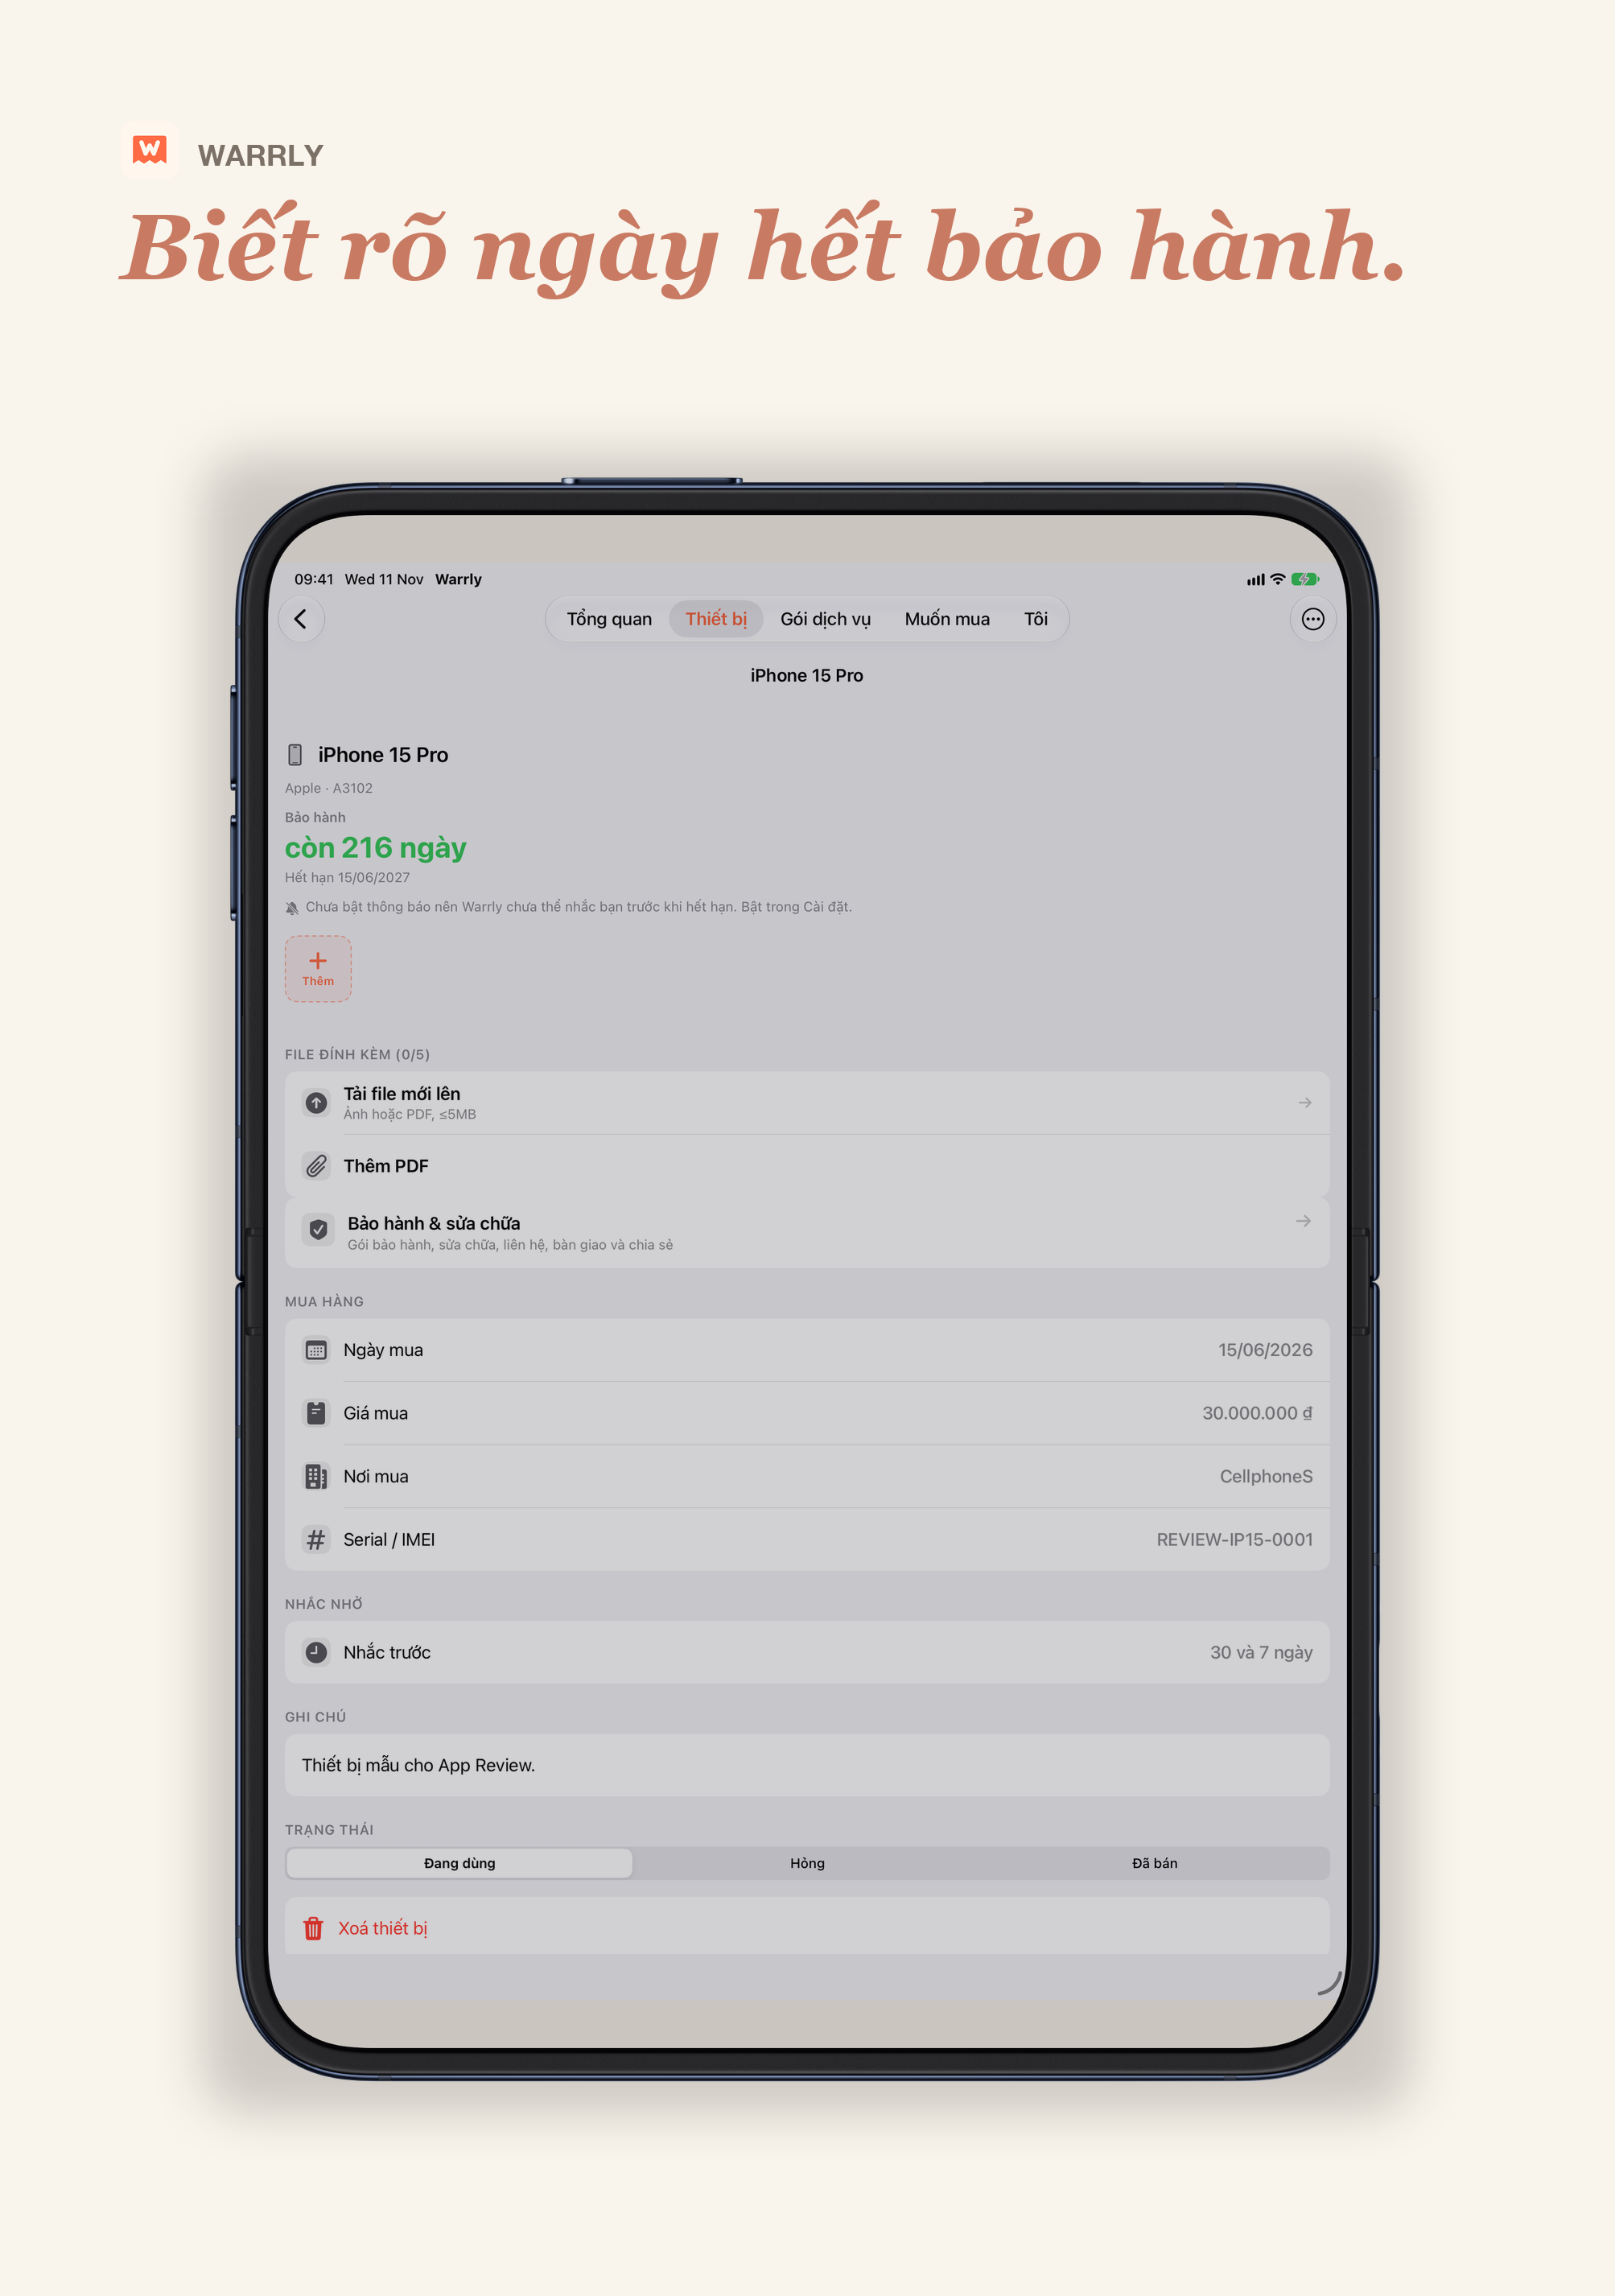 WARRLY
Biết rõ ngày hết bảo hành.
09:41 Wed 11 Nov Warrly
Tổng quan Thiết bị Gói dịch vụ Muốn mua Tôi
iPhone 15 Pro
iPhone 15 Pro
Apple · A3102
Bảo hành
còn 216 ngày
Hết hạn 15/06/2027
Chưa bật thông báo nên Warrly chưa thể nhắc bạn trước khi hết hạn. Bật trong Cài đặt.
Thêm
FILE ĐÍNH KÈM (0/5)
Tải file mới lên
Ảnh hoặc PDF, ≤5MB
Thêm PDF
Bảo hành & sửa chữa
Gói bảo hành, sửa chữa, liên hệ, bàn giao và chia sẻ
MUA HÀNG
Ngày mua 15/06/2026
Giá mua 30.000.000 ₫
Nơi mua CellphoneS
Serial / IMEI REVIEW-IP15-0001
NHẮC NHỞ
Nhắc trước 30 và 7 ngày
GHI CHÚ
Thiết bị mẫu cho App Review.
TRẠNG THÁI
Đang dùng Hỏng Đã bán
Xoá thiết bị